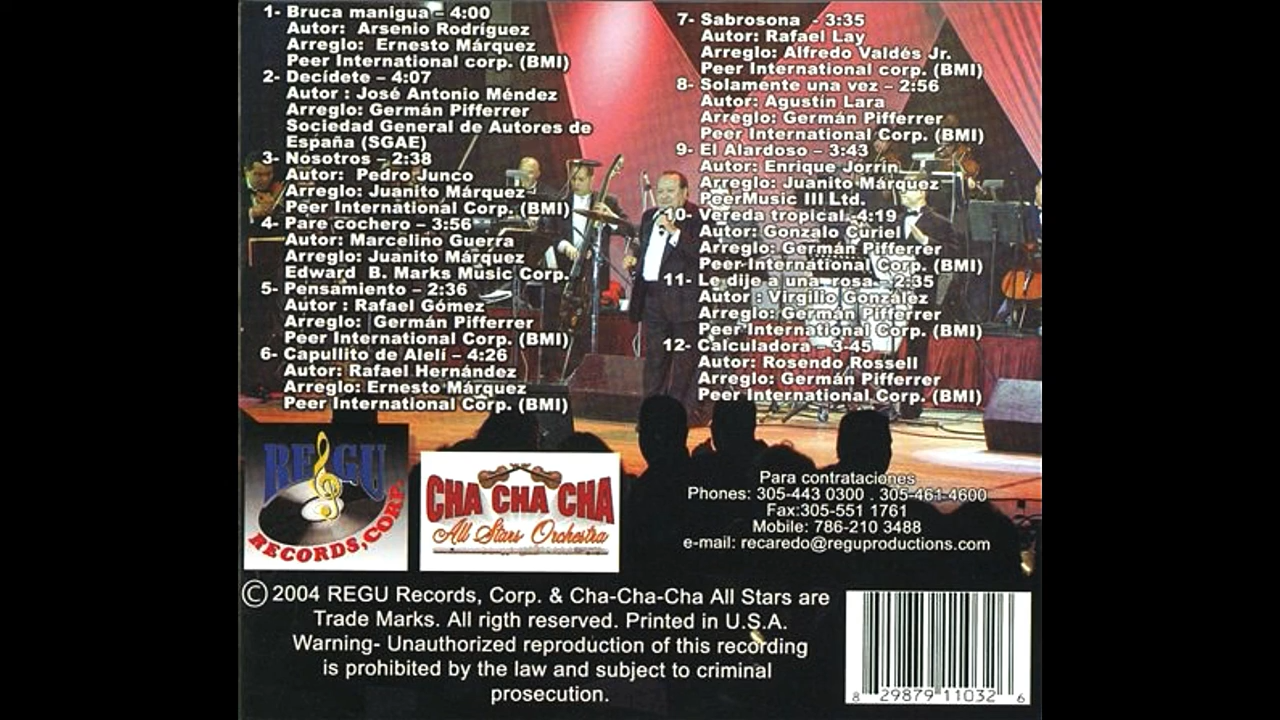 1- Bruca manigua – 4:00
Autor: Arsenio Rodríguez
Arreglo: Ernesto Márquez
Peer International corp. (BMI)
2- Decídete – 4:07
Autor : José Antonio Méndez
Arreglo: Germán Pifferrer
Sociedad General de Autores de
España (SGAE)
3- Nosotros – 2:38
Autor: Pedro Junco
Arreglo: Juanito Márquez
Peer International Corp. (BMI)
4- Pare cochero – 3:56
Autor: Marcelino Guerra
Arreglo: Juanito Márquez
Edward B. Marks Music Corp.
5- Pensamiento – 2:36
Autor : Rafael Gómez
Arreglo: Germán Pifferrer
Peer International Corp. (BMI)
6- Capullito de Alelí – 4:26
Autor: Rafael Hernández
Arreglo: Ernesto Márquez
Peer International Corp. (BMI)
7- Sabrosona - 3:35
Autor: Rafael Lay
Arreglo: Alfredo Valdés Jr.
Peer International corp. (BMI)
8- Solamente una vez – 2:56
Autor: Agustín Lara
Arreglo: Germán Pifferrer
Peer International Corp. (BMI)
9- El Alardoso – 3:43
Autor: Enrique Jorrín
Arreglo: Juanito Márquez
PeerMusic III Ltd.
10- Vereda tropical-4:19
Autor: Gonzalo Curiel
Arreglo: Germán Pifferrer
Peer International Corp. (BMI)
11- Le dije a una rosa – 2:35
Autor : Virgilio González
Arreglo: Germán Pifferrer
Peer International Corp. (BMI)
12- Calculadora – 3-45
Autor: Rosendo Rossell
Arreglo: Germán Pifferrer
Peer International Corp. (BMI)
REGU
RECORDS, CORP.
CHA CHA CHA
All Stars Orchestra
Para contrataciones
Phones: 305-443 0300 . 305-461-4600
Fax:305-551 1761
Mobile: 786-210 3488
e-mail: recaredo@reguproductions.com
© 2004 REGU Records, Corp. & Cha-Cha-Cha All Stars are
Trade Marks. All rigth reserved. Printed in U.S.A.
Warning- Unauthorized reproduction of this recording
is prohibited by the law and subject to criminal
prosecution.
8 29879 11032 6